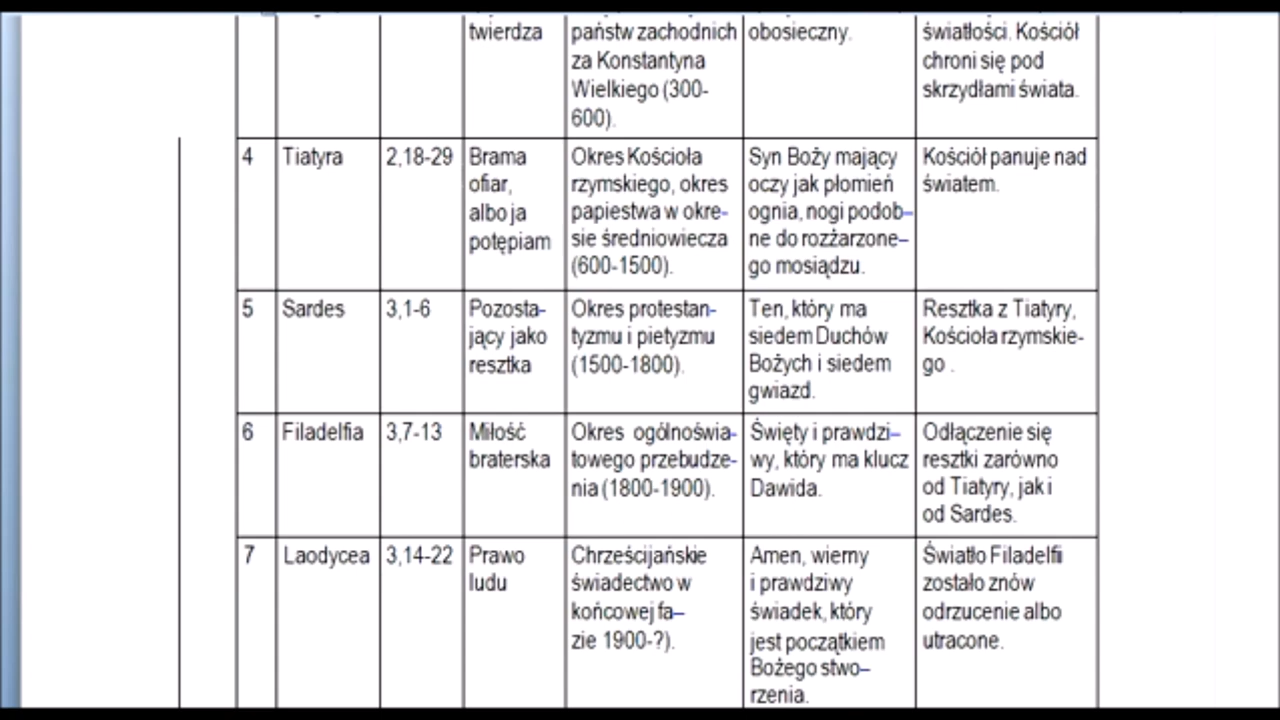 twierdza
państw zachodnich
za Konstantyna
Wielkiego (300-
600).
obosieczny.
światłości. Kościół
chroni się pod
skrzydłami świata.
4
Tiatyra
2,18-29
Brama
ofiar,
albo ja
potępiam
Okres Kościoła
rzymskiego, okres
papiestwa w okre-
sie średniowiecza
(600-1500).
Syn Boży mający
oczy jak płomień
ognia, nogi podob-
ne do rozżarzone-
go mosiądzu.
Kościół panuje nad
światem.
5
Sardes
3,1-6
Pozosta-
jący jako
resztka
Okres protestan-
tyzmu i pietyzmu
(1500-1800).
Ten, który ma
siedem Duchów
Bożych i siedem
gwiazd.
Resztka z Tiatyry,
Kościoła rzymskie-
go .
6
Filadelfia
3,7-13
Miłość
braterska
Okres ogólnoświa-
towego przebudze-
nia (1800-1900).
Święty i prawdzi-
wy, który ma klucz
Dawida.
Odłączenie się
resztki zarówno
od Tiatyry, jak i
od Sardes.
7
Laodycea
3,14-22
Prawo
ludu
Chrześcijańskie
świadectwo w
końcowej fa-
zie 1900-?).
Amen, wierny
i prawdziwy
świadek, który
jest początkiem
Bożego stwo-
rzenia.
Światło Filadelfii
zostało znów
odrzucenie albo
utracone.